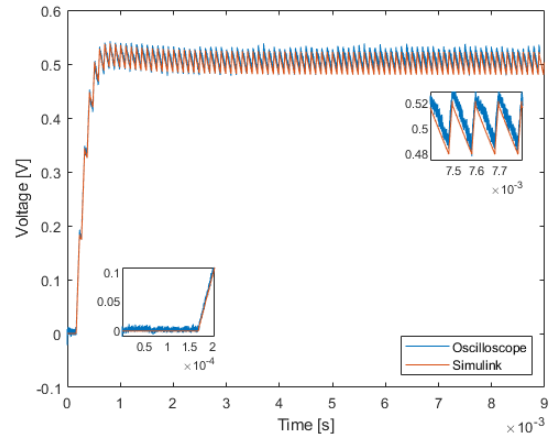 0.6
0.5
0.4
0.3
0.2
0.1
0
-0.1
Voltage [V]
0.52
0.5
0.48
7.5 7.6 7.7
×10⁻³
0.1
0.05
0
0.5 1 1.5 2
×10⁻⁴
Oscilloscope
Simulink
0 1 2 3 4 5 6 7 8 9
Time [s]
×10⁻³